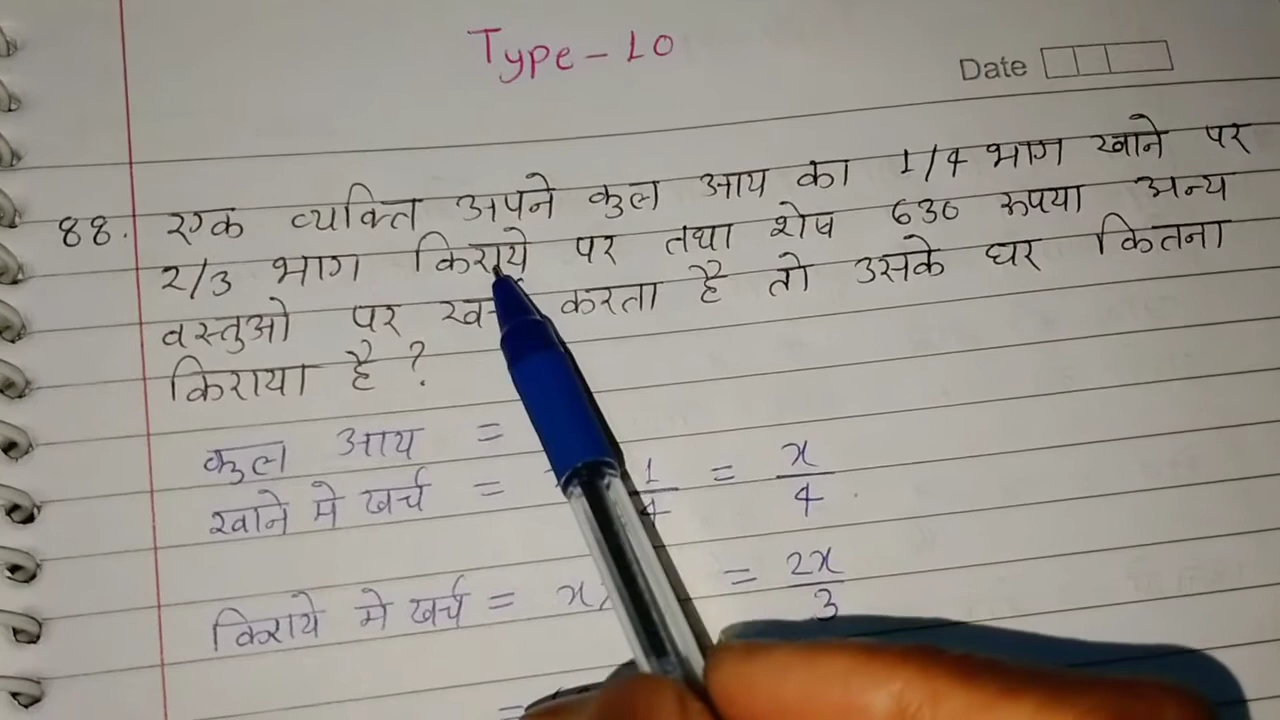 Type - 10
Date
88. एक व्यक्ति अपने कुल आय का 1/4 भाग खाने पर
2/3 भाग किराये पर तथा शेष 630 रूपया अन्य
वस्तुओ पर करता है तो उसके घर कितना
किराया है ?
कुल आय =
खाने मे खर्च = 1/4 = x/4
किराये मे खर्च = x = 2x/3
=